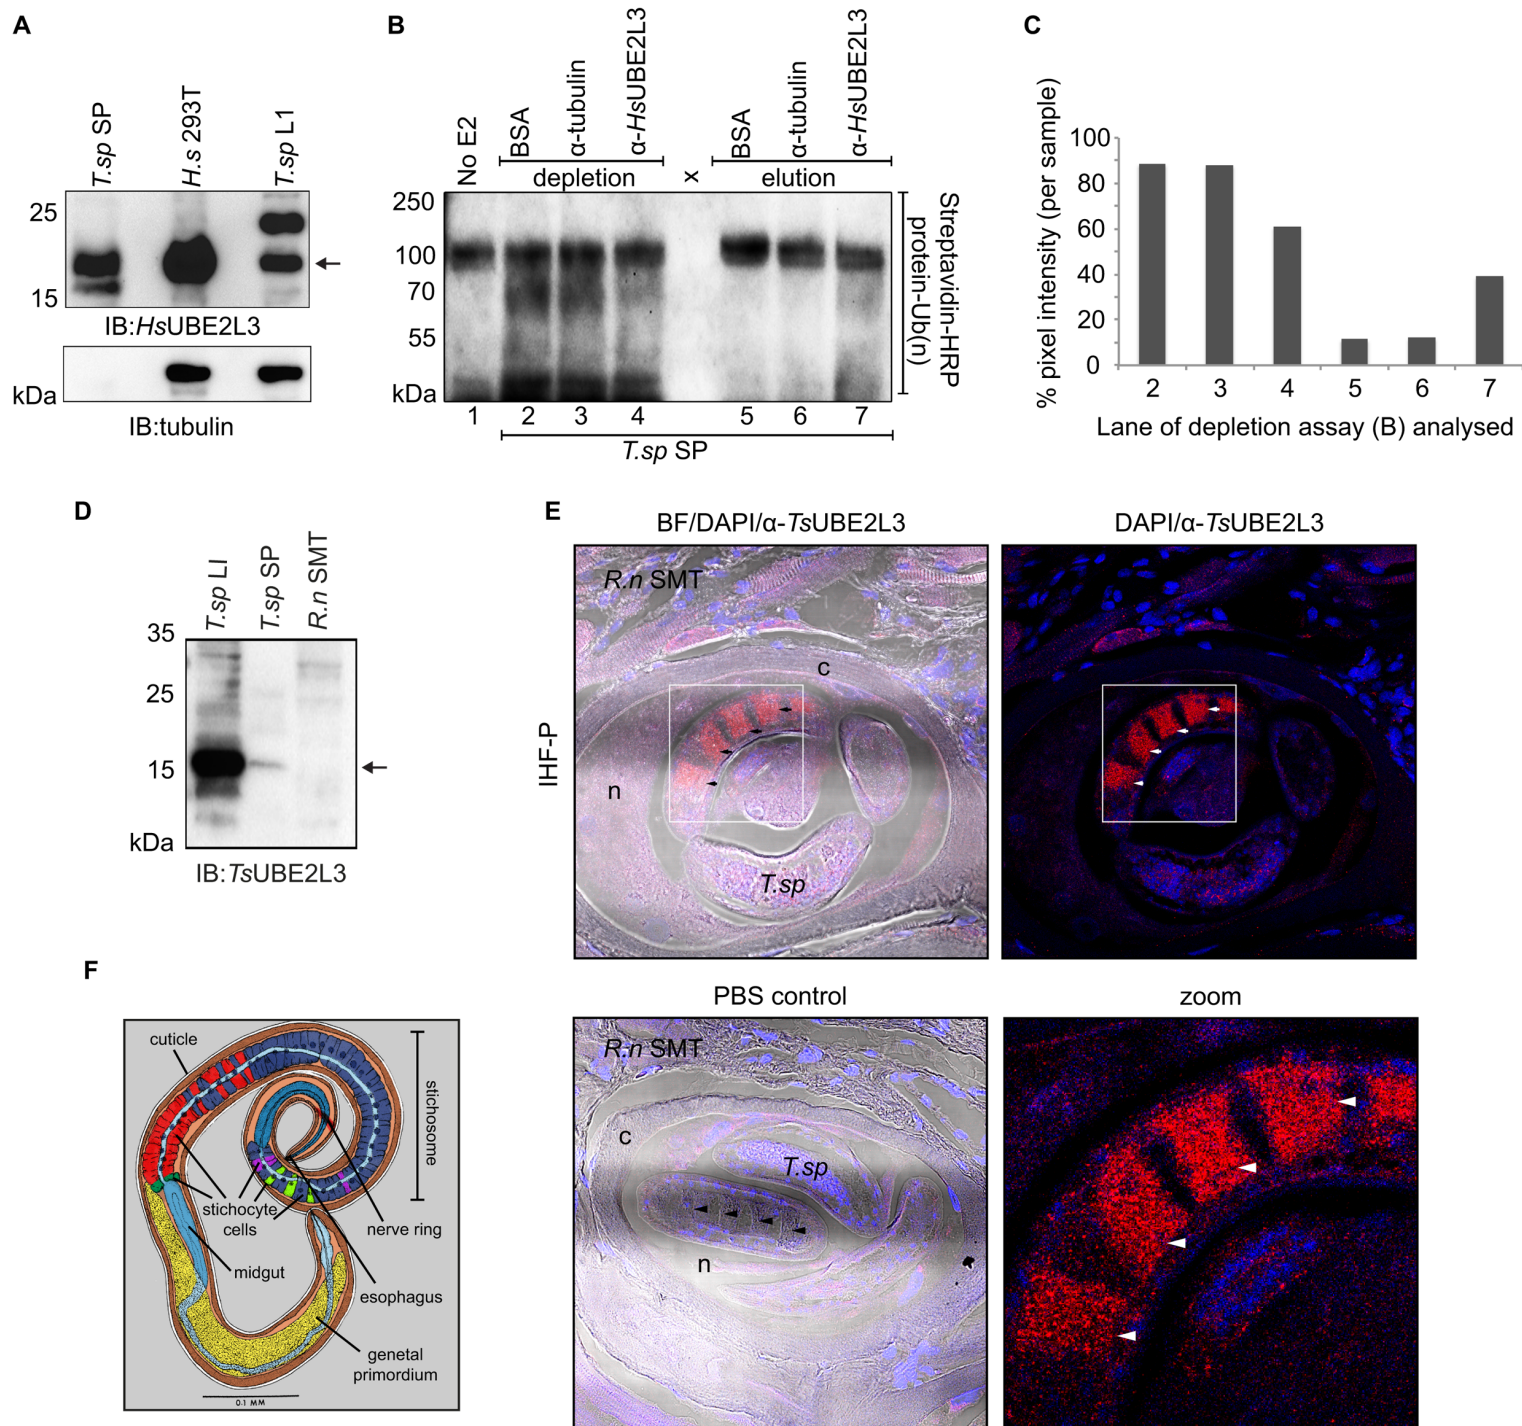 A
T.sp SP
H.s 293T
T.sp L1
25
15
IB:HsUBE2L3
kDa
IB:tubulin
B
No E2
BSA
α-tubulin
α-HsUBE2L3
x
BSA
α-tubulin
α-HsUBE2L3
depletion
elution
250
100
70
55
kDa
Streptavidin-HRP
protein-Ub(n)
1 2 3 4 5 6 7
T.sp SP
C
% pixel intensity (per sample)
100
80
60
40
20
0
2 3 4 5 6 7
Lane of depletion assay (B) analysed
D
T.sp LI
T.sp SP
R.n SMT
35
25
15
kDa
IB:TsUBE2L3
E
BF/DAPI/α-TsUBE2L3
DAPI/α-TsUBE2L3
IHF-P
R.n SMT
c
n
T.sp
PBS control
zoom
R.n SMT
c
T.sp
n
F
cuticle
stichosome
stichocyte
cells
nerve ring
midgut
esophagus
genetal
primordium
0.1 MM